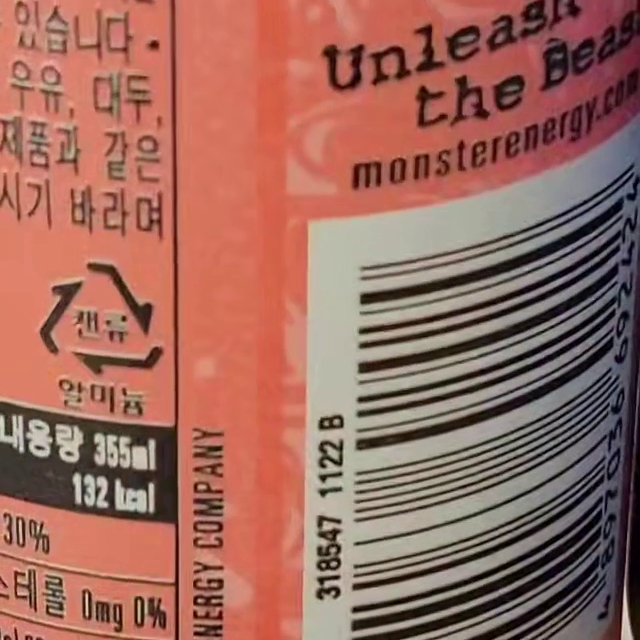 있습니다.
우유, 대두,
제품과 같은
시기 바라며
캔류
알미늄
내용량 355ml
132 kcal
30%
스테롤 0mg 0%
ENERGY COMPANY
Unleash
the Beast
monsterenergy.com
318547 1122 B